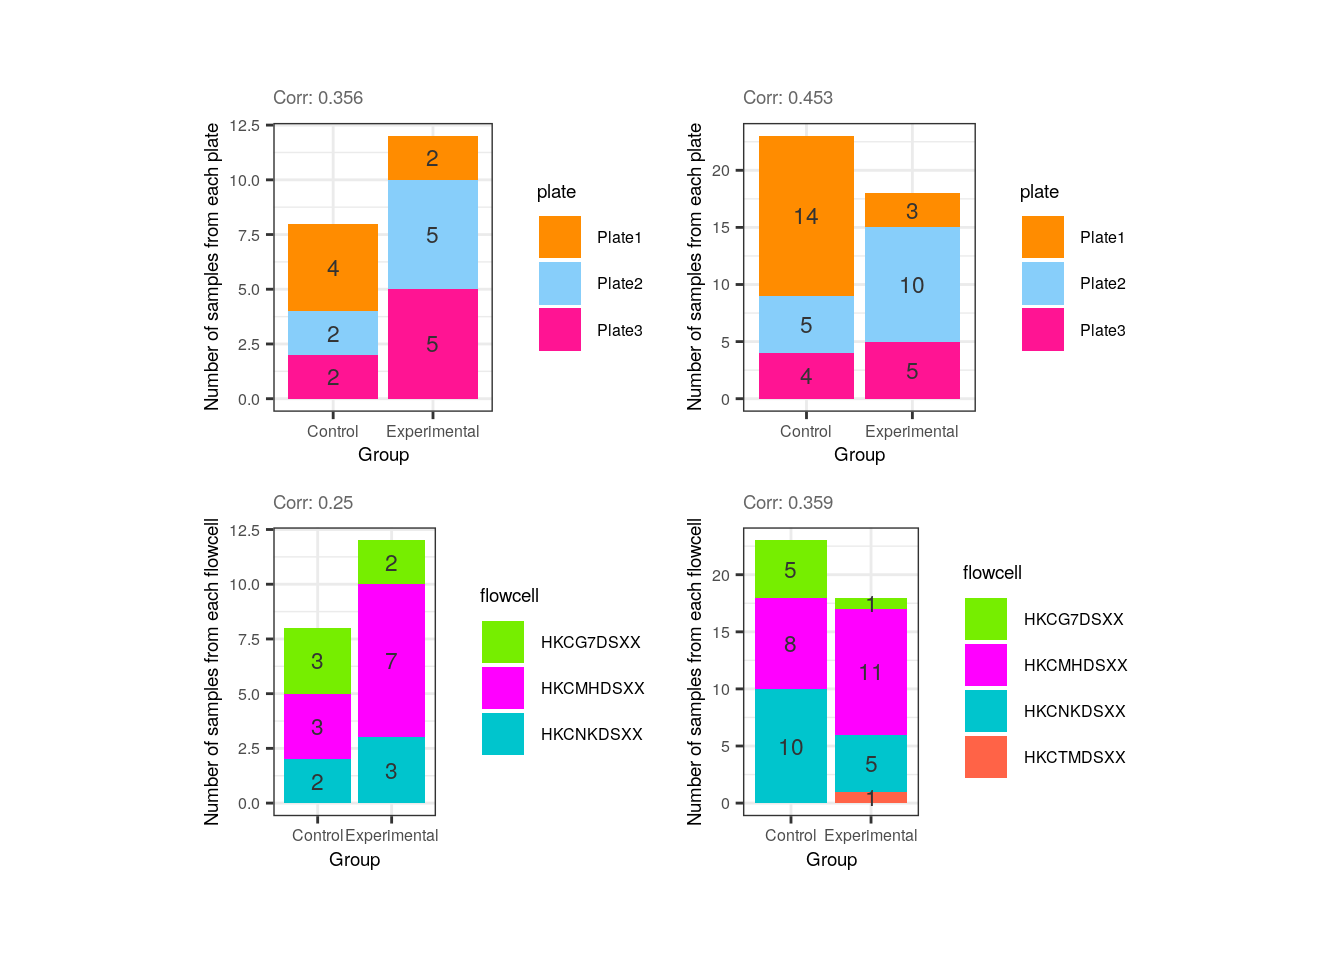 Corr: 0.356
Number of samples from each plate
12.5
10.0
7.5
5.0
2.5
0.0
4
2
2
2
5
5
Control
Experimental
Group
plate
Plate1
Plate2
Plate3
Corr: 0.453
Number of samples from each plate
20
15
10
5
0
14
5
4
3
10
5
Control
Experimental
Group
plate
Plate1
Plate2
Plate3
Corr: 0.25
Number of samples from each flowcell
12.5
10.0
7.5
5.0
2.5
0.0
3
3
2
2
7
3
Control
Experimental
Group
flowcell
HKCG7DSXX
HKCMHDSXX
HKCNKDSXX
Corr: 0.359
Number of samples from each flowcell
20
15
10
5
0
5
8
10
1
11
5
1
Control
Experimental
Group
flowcell
HKCG7DSXX
HKCMHDSXX
HKCNKDSXX
HKCTMDSXX